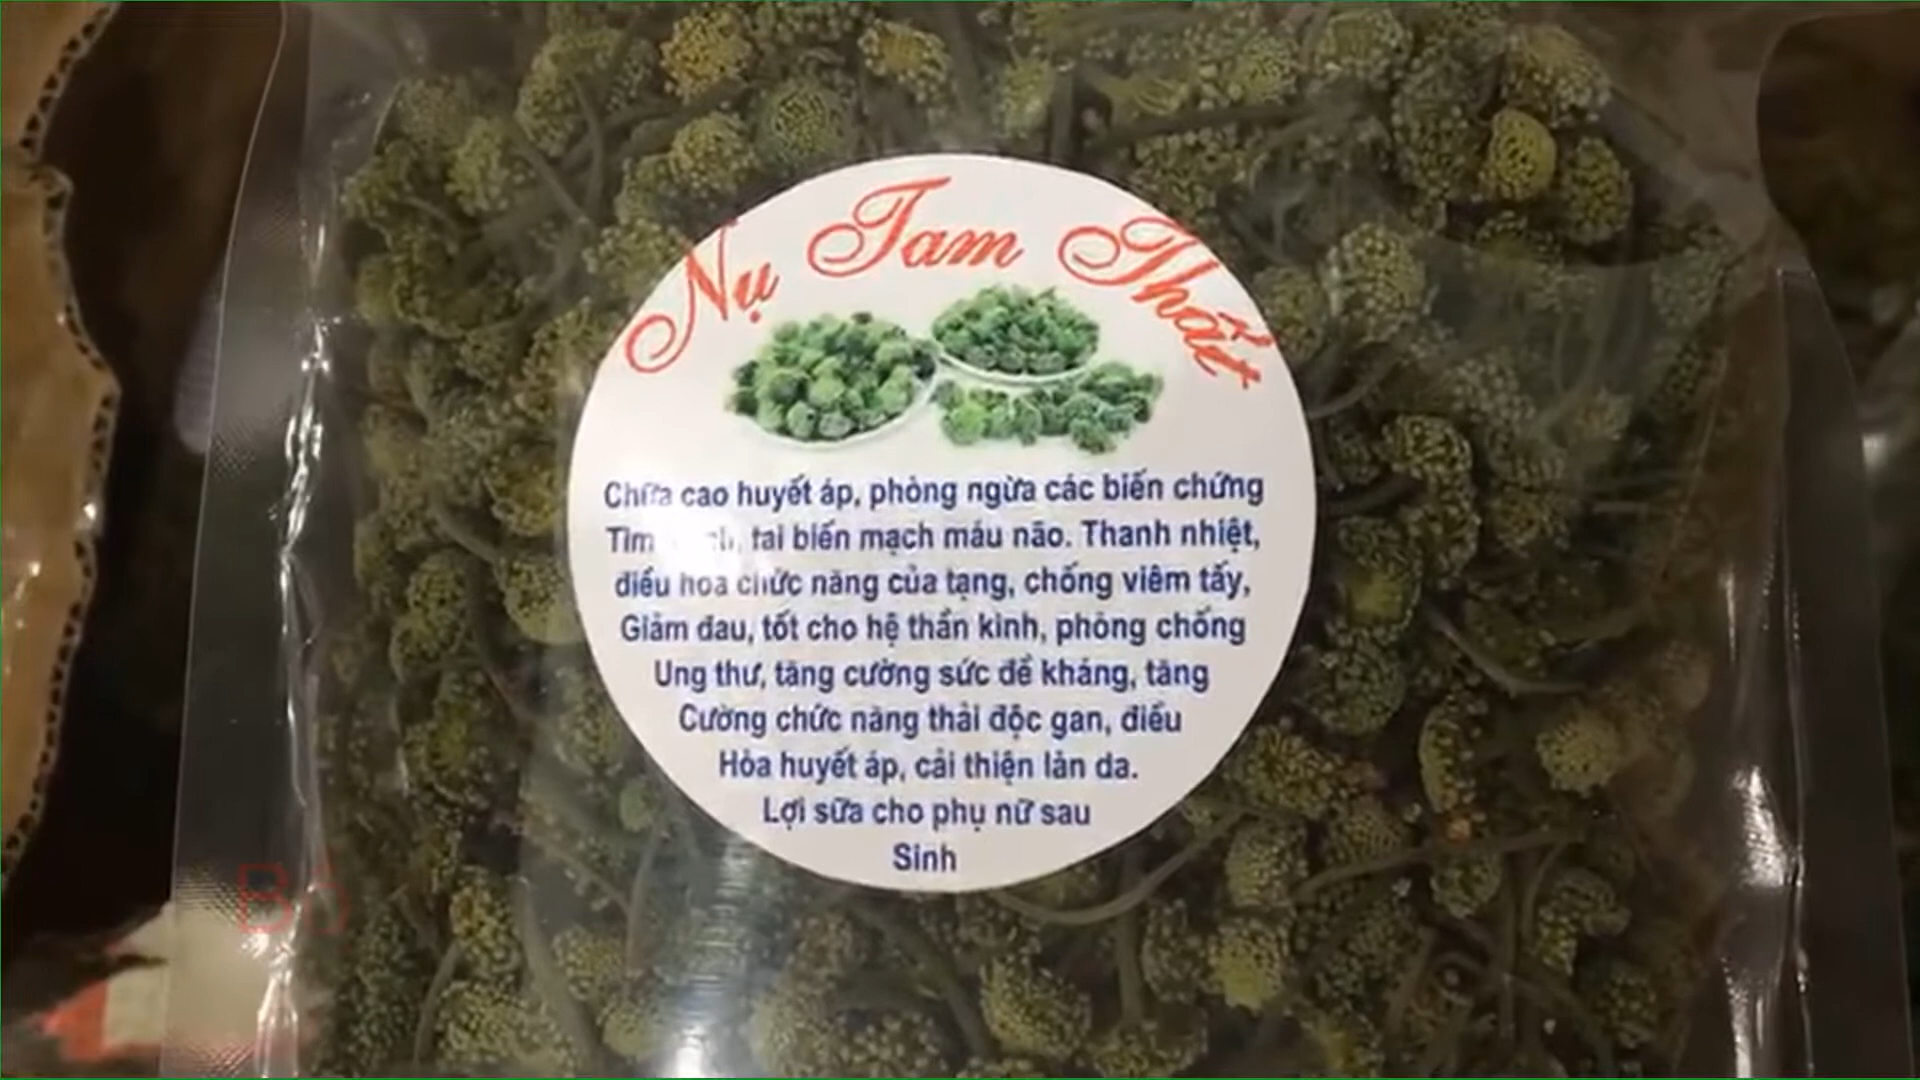 Nụ Tam Thất
Chữa cao huyết áp, phòng ngừa các biến chứng
Tim tai biến mạch máu não. Thanh nhiệt,
điều hoa chức năng của tạng, chống viêm tấy,
Giảm đau, tốt cho hệ thần kinh, phòng chống
Ung thư, tăng cường sức đề kháng, tăng
Cường chức năng thải độc gan, điều
Hòa huyết áp, cải thiện làn da.
Lợi sữa cho phụ nữ sau
Sinh